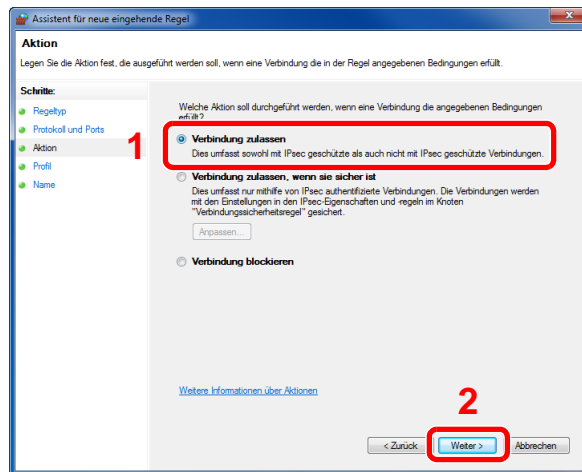 Assistent für neue eingehende Regel
Aktion
Legen Sie die Aktion fest, die ausgeführt werden soll, wenn eine Verbindung die in der Regel angegebenen Bedingungen erfüllt.
Schritte:
Regeltyp
Protokoll und Ports
Aktion
Profil
Name
Welche Aktion soll durchgeführt werden, wenn eine Verbindung die angegebenen Bedingungen
erfüllt?
1
Verbindung zulassen
Dies umfasst sowohl mit IPsec geschützte als auch nicht mit IPsec geschützte Verbindungen.
Verbindung zulassen, wenn sie sicher ist
Dies umfasst nur mithilfe von IPsec authentifizierte Verbindungen. Die Verbindungen werden
mit den Einstellungen in den IPsec-Eigenschaften und -regeln im Knoten
"Verbindungssicherheitsregel" gesichert.
Anpassen...
Verbindung blockieren
Weitere Informationen über Aktionen
2
< Zurück
Weiter >
Abbrechen